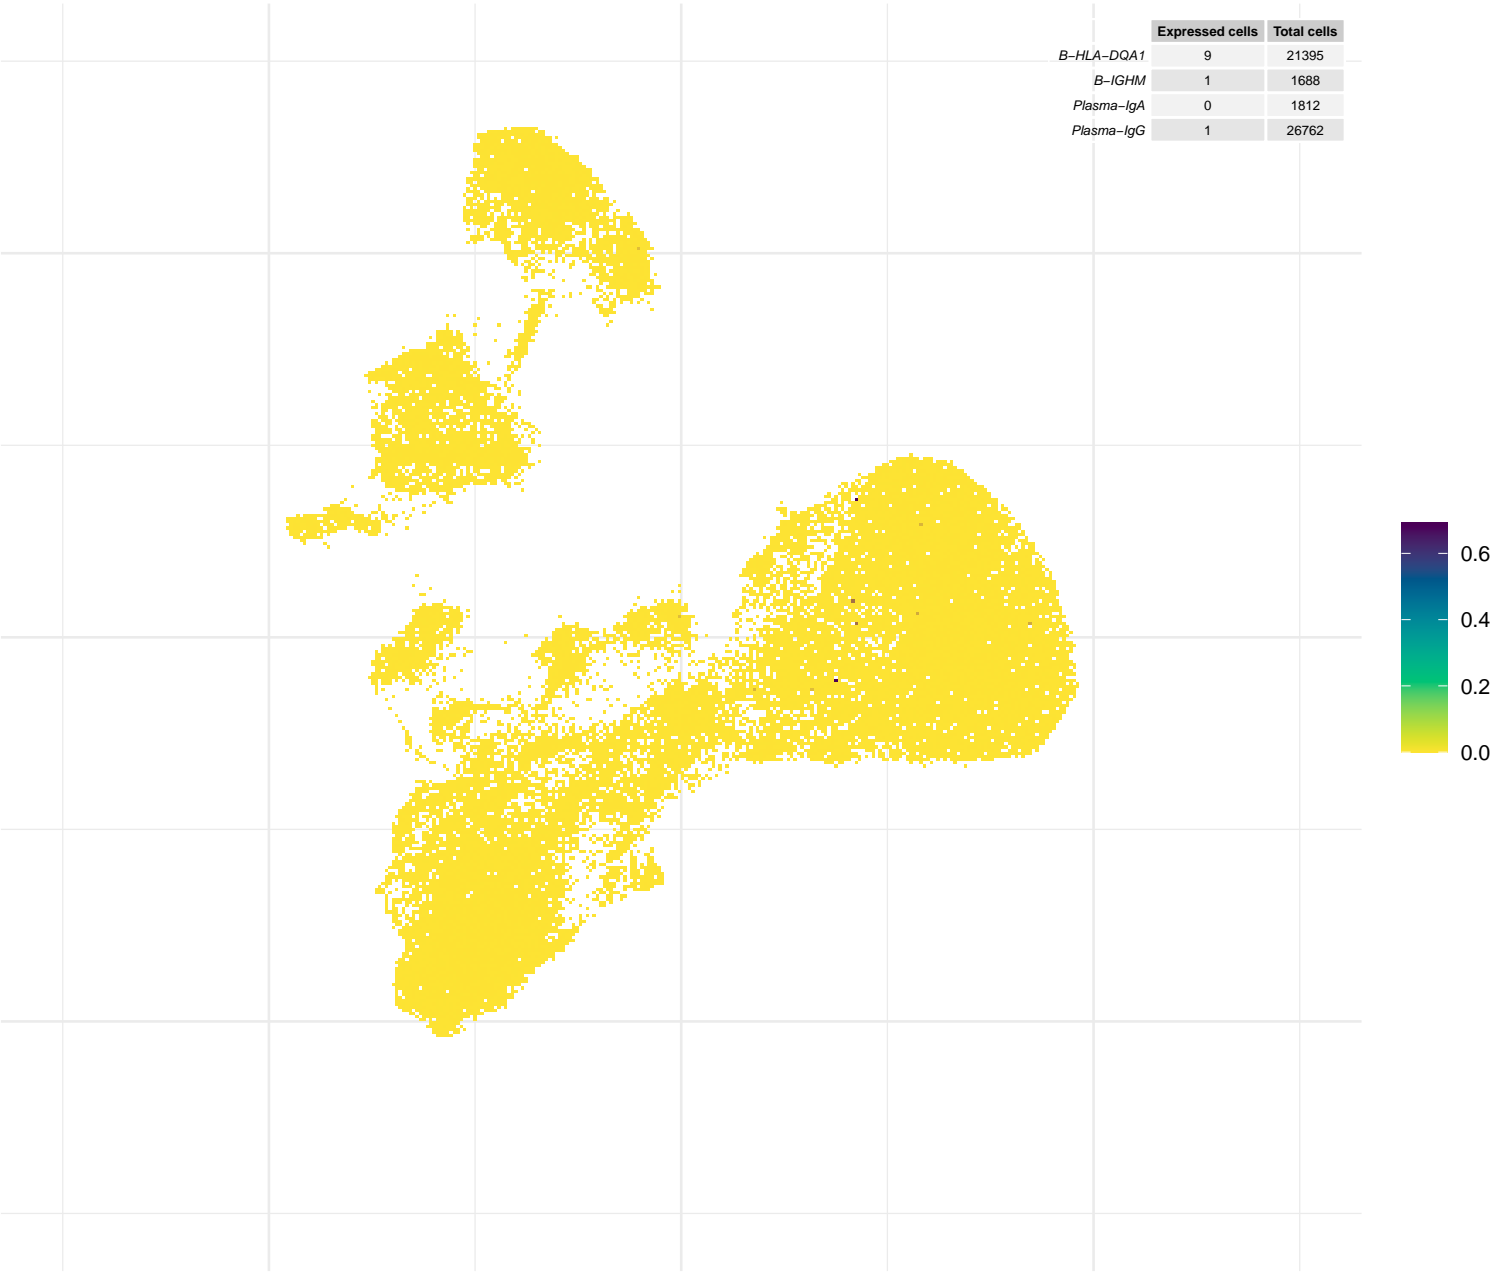 Expressed cells Total cells
B−HLA−DQA1 9 21395
B−IGHM 1 1688
Plasma−IgA 0 1812
Plasma−IgG 1 26762
0.6
0.4
0.2
0.0